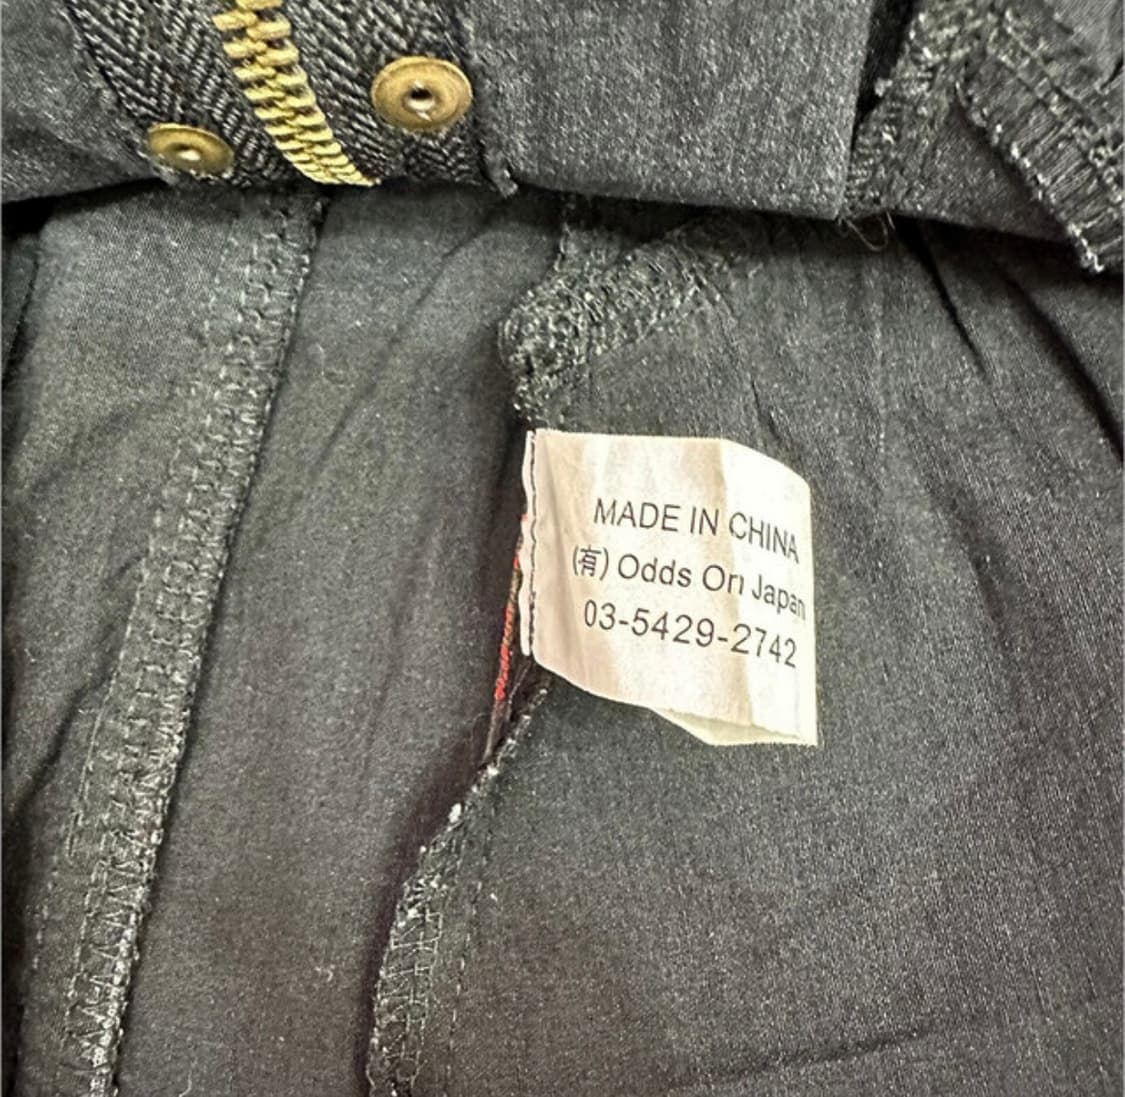 MADE IN CHINA
(有) Odds On Japan
03-5429-2742